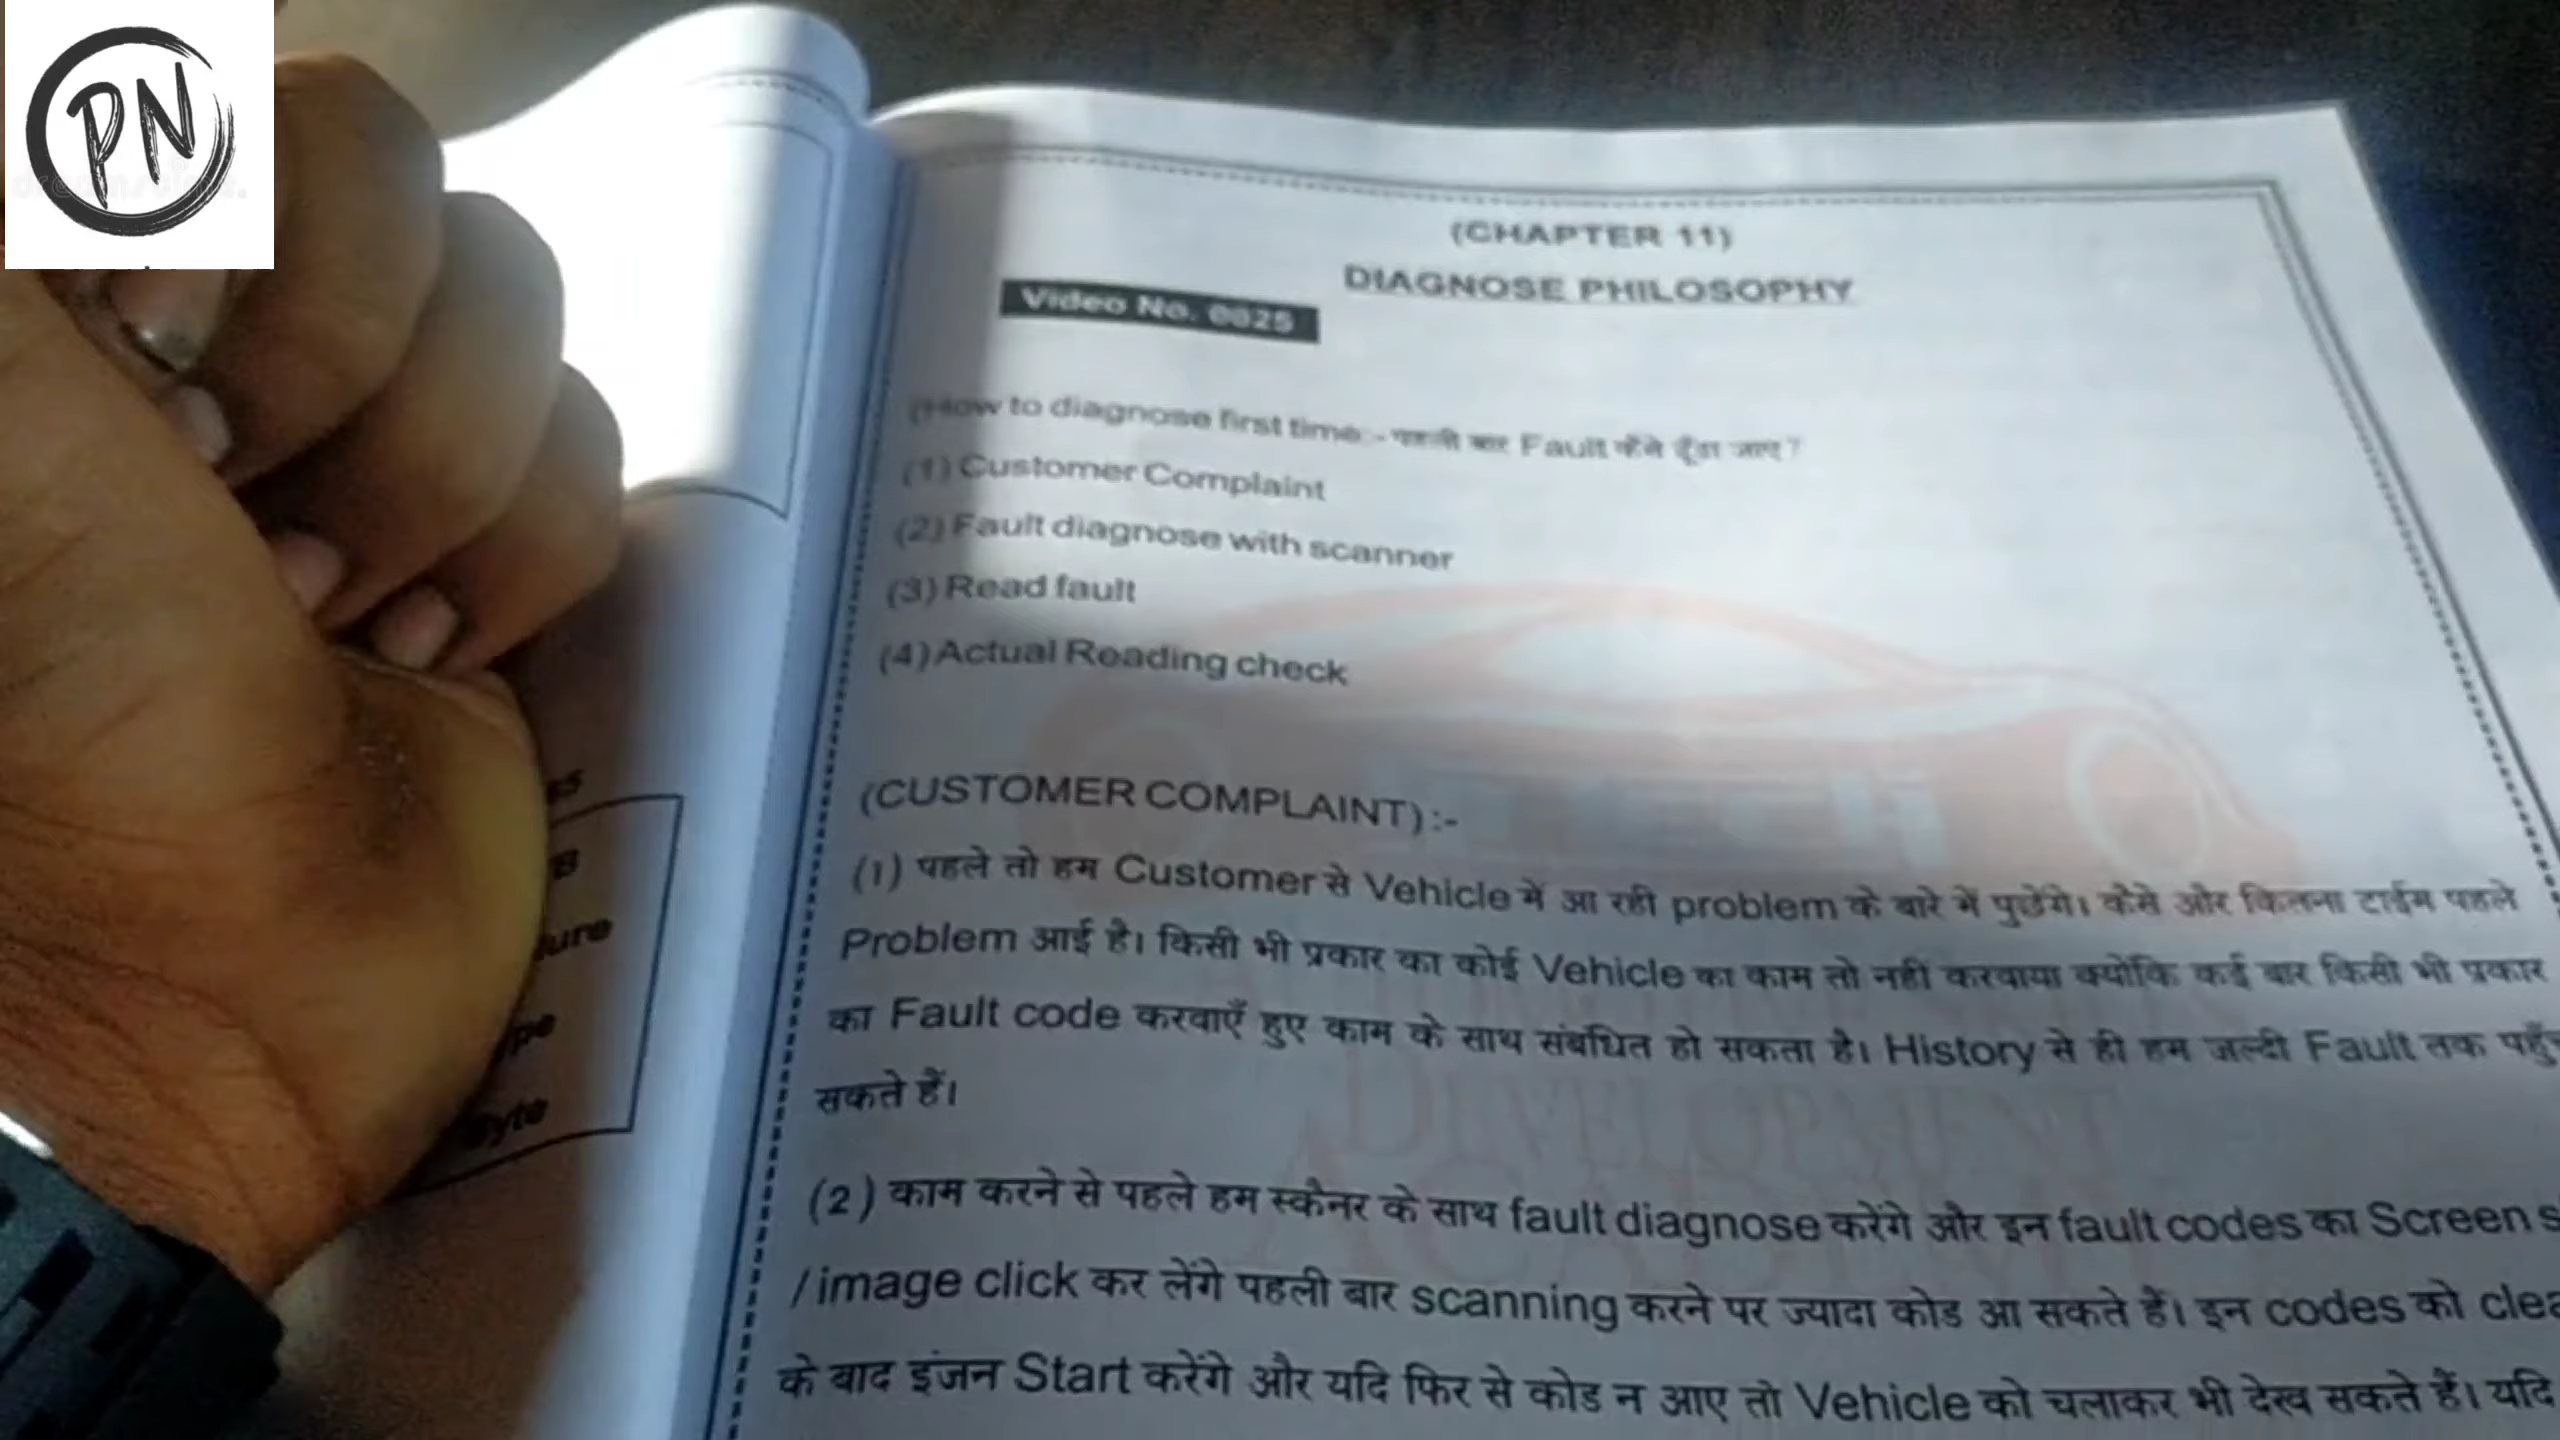 PN
(CHAPTER 11)
DIAGNOSE PHILOSOPHY
Video No. 0825
(How to diagnose first time:- पहली बार Fault कैसे ढूँढा जाए?
(1) Customer Complaint
(2) Fault diagnose with scanner
(3) Read fault
(4) Actual Reading check
(CUSTOMER COMPLAINT) :-
(1) पहले तो हम Customer से Vehicle में आ रही problem के बारे में पुछेंगे। कैसे और कितना टाईम पहले
Problem आई है। किसी भी प्रकार का कोई Vehicle का काम तो नहीं करवाया क्योंकि कई बार किसी भी प्रकार
का Fault code करवाएँ हुए काम के साथ संबंधित हो सकता है। History से ही हम जल्दी Fault तक
सकते हैं।
(2) काम करने से पहले हम स्कैनर के साथ fault diagnose करेंगे और इन fault codes का Screen
/ image click कर लेंगे पहली बार scanning करने पर ज्यादा कोड आ सकते हैं। इन codes को
के बाद इंजन Start करेंगे और यदि फिर से कोड न आए तो Vehicle को चलाकर भी देख सकते हैं। यदि
DEVELOPMENT
Byte